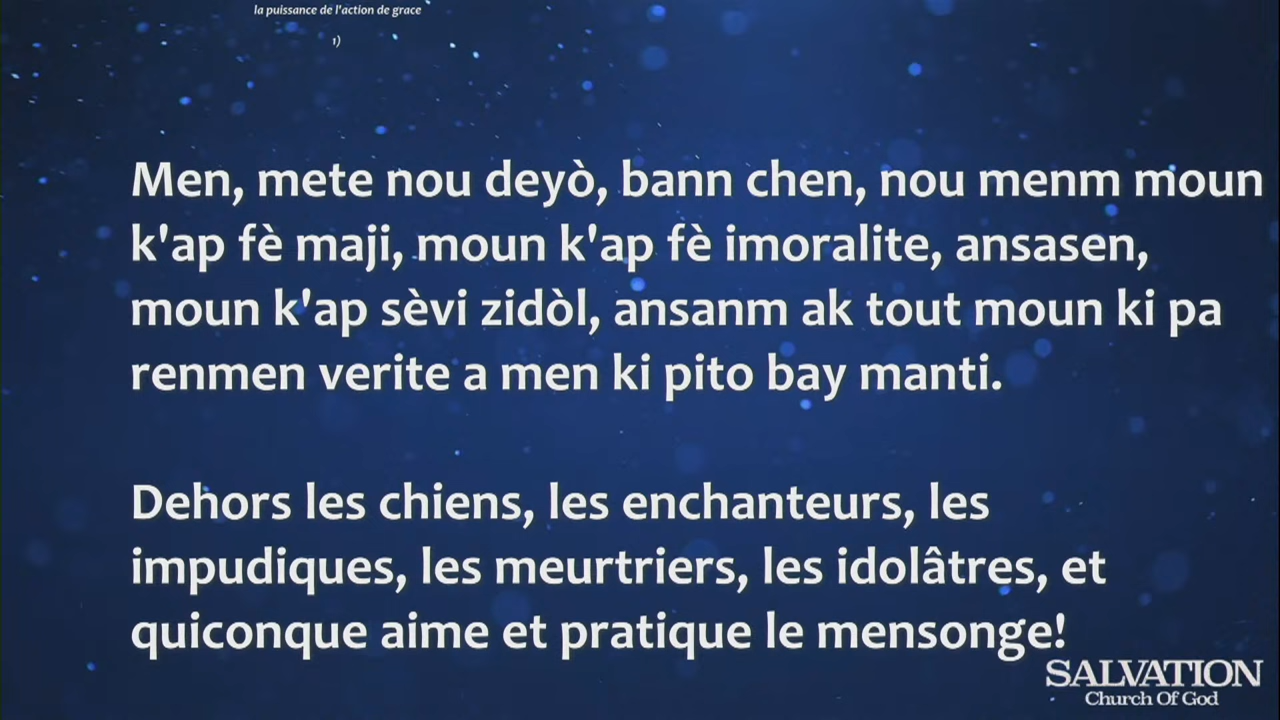 la puissance de l'action de grace
1)
Men, mete nou deyò, bann chen, nou menm moun
k'ap fè maji, moun k'ap fè imoralite, ansasen,
moun k'ap sèvi zidòl, ansanm ak tout moun ki pa
renmen verite a men ki pito bay manti.
Dehors les chiens, les enchanteurs, les
impudiques, les meurtriers, les idolâtres, et
quiconque aime et pratique le mensonge!
SALVATION
Church Of God